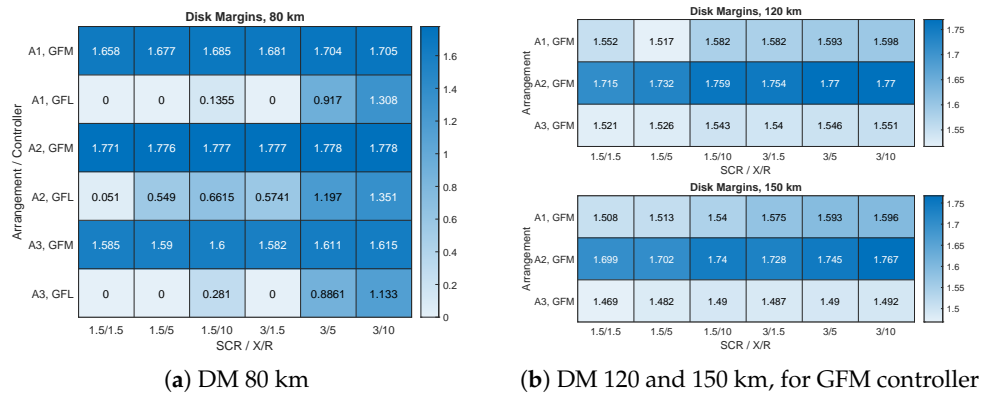 Disk Margins, 80 km
Arrangement / Controller
A1, GFM 1.658 1.677 1.685 1.681 1.704 1.705
A1, GFL 0 0 0.1355 0 0.917 1.308
A2, GFM 1.771 1.776 1.777 1.777 1.778 1.778
A2, GFL 0.051 0.549 0.6615 0.5741 1.197 1.351
A3, GFM 1.585 1.59 1.6 1.582 1.611 1.615
A3, GFL 0 0 0.281 0 0.8861 1.133
1.5/1.5 1.5/5 1.5/10 3/1.5 3/5 3/10
SCR / X/R
1.6
1.4
1.2
1
0.8
0.6
0.4
0.2
0
(a) DM 80 km
Disk Margins, 120 km
Arrangement
A1, GFM 1.552 1.517 1.582 1.582 1.593 1.598
A2, GFM 1.715 1.732 1.759 1.754 1.77 1.77
A3, GFM 1.521 1.526 1.543 1.54 1.546 1.551
1.5/1.5 1.5/5 1.5/10 3/1.5 3/5 3/10
SCR / X/R
1.75
1.7
1.65
1.6
1.55
Disk Margins, 150 km
Arrangement
A1, GFM 1.508 1.513 1.54 1.575 1.593 1.596
A2, GFM 1.699 1.702 1.74 1.728 1.745 1.767
A3, GFM 1.469 1.482 1.49 1.487 1.49 1.492
1.5/1.5 1.5/5 1.5/10 3/1.5 3/5 3/10
SCR / X/R
1.75
1.7
1.65
1.6
1.55
1.5
(b) DM 120 and 150 km, for GFM controller